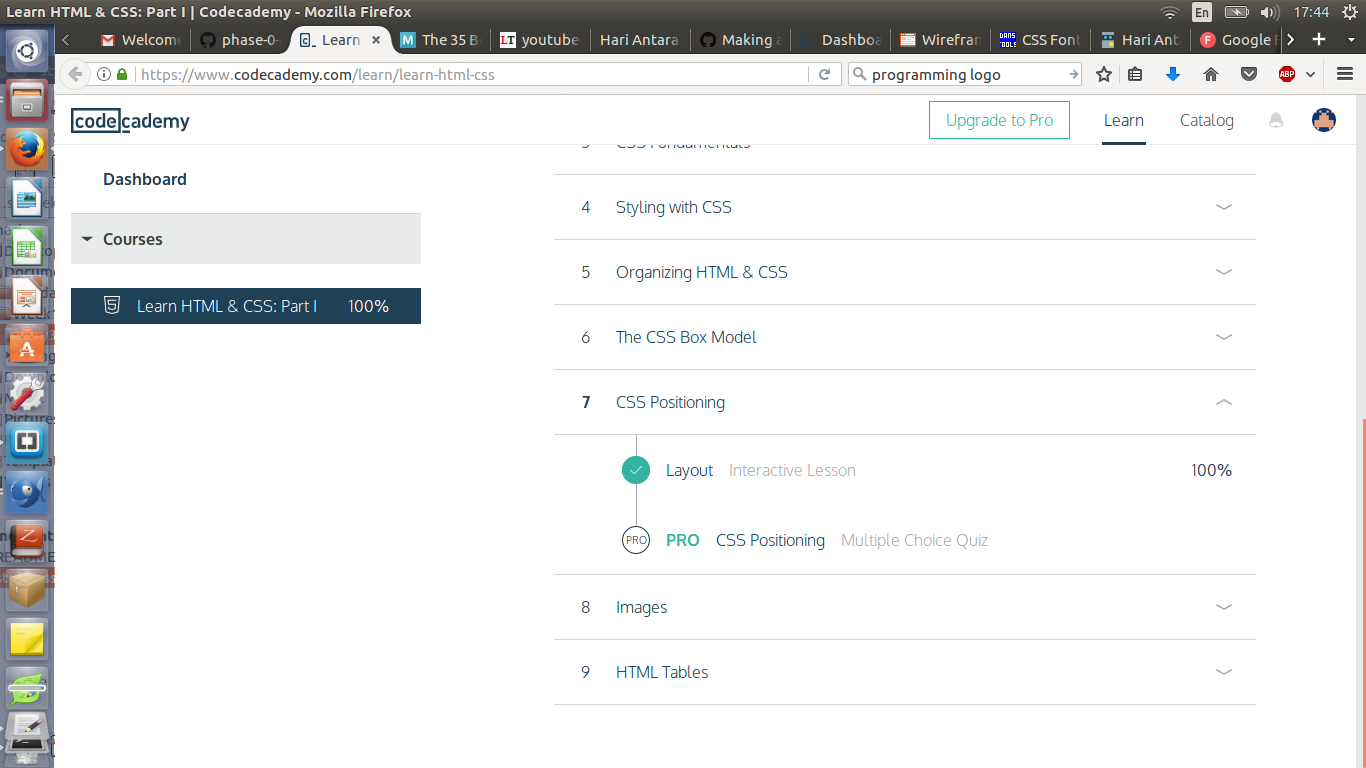 Learn HTML & CSS: Part I | Codecademy - Mozilla Firefox
En
17:44
Welcom
phase-0-
Learn
The 35 B
LT youtube
Hari Antara
Making a
Dashboa
Wirefran
DANS TOOLS CSS Font
Hari Ant
F Google F
https://www.codecademy.com/learn/learn-html-css
programming logo
ABP
codecademy
Upgrade to Pro
Learn
Catalog
Dashboard
Courses
Learn HTML & CSS: Part I 100%
CSS Fundamentals
4 Styling with CSS
5 Organizing HTML & CSS
6 The CSS Box Model
7 CSS Positioning
Layout Interactive Lesson 100%
PRO PRO CSS Positioning Multiple Choice Quiz
8 Images
9 HTML Tables